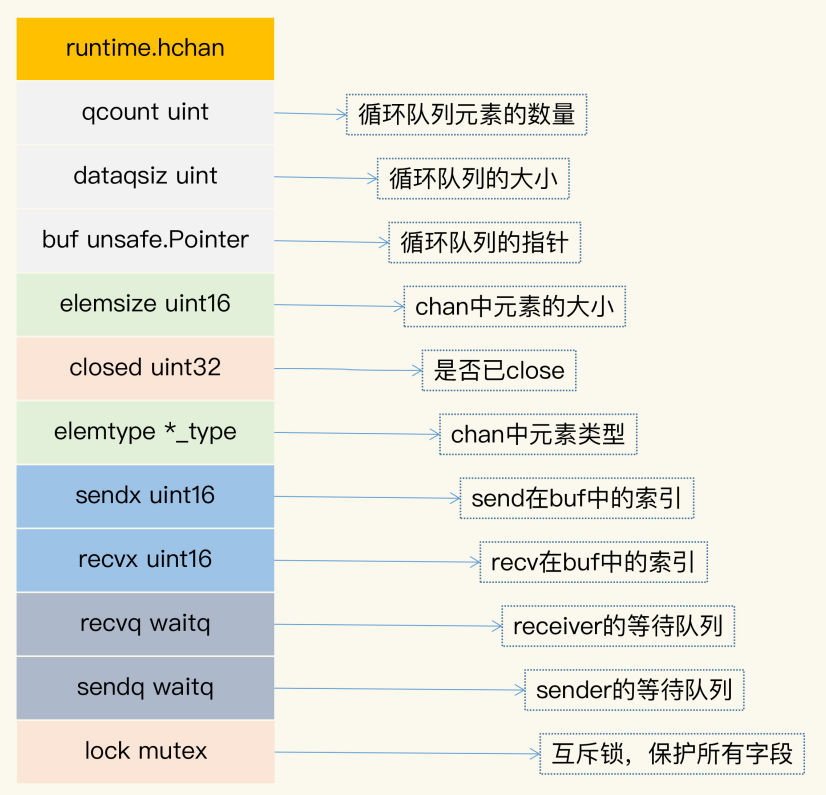 runtime.hchan
qcount uint
循环队列元素的数量
dataqsiz uint
循环队列的大小
buf unsafe.Pointer
循环队列的指针
elemsize uint16
chan中元素的大小
closed uint32
是否已close
elemtype *_type
chan中元素类型
sendx uint16
send在buf中的索引
recvx uint16
recv在buf中的索引
recvq waitq
receiver的等待队列
sendq waitq
sender的等待队列
lock mutex
互斥锁，保护所有字段